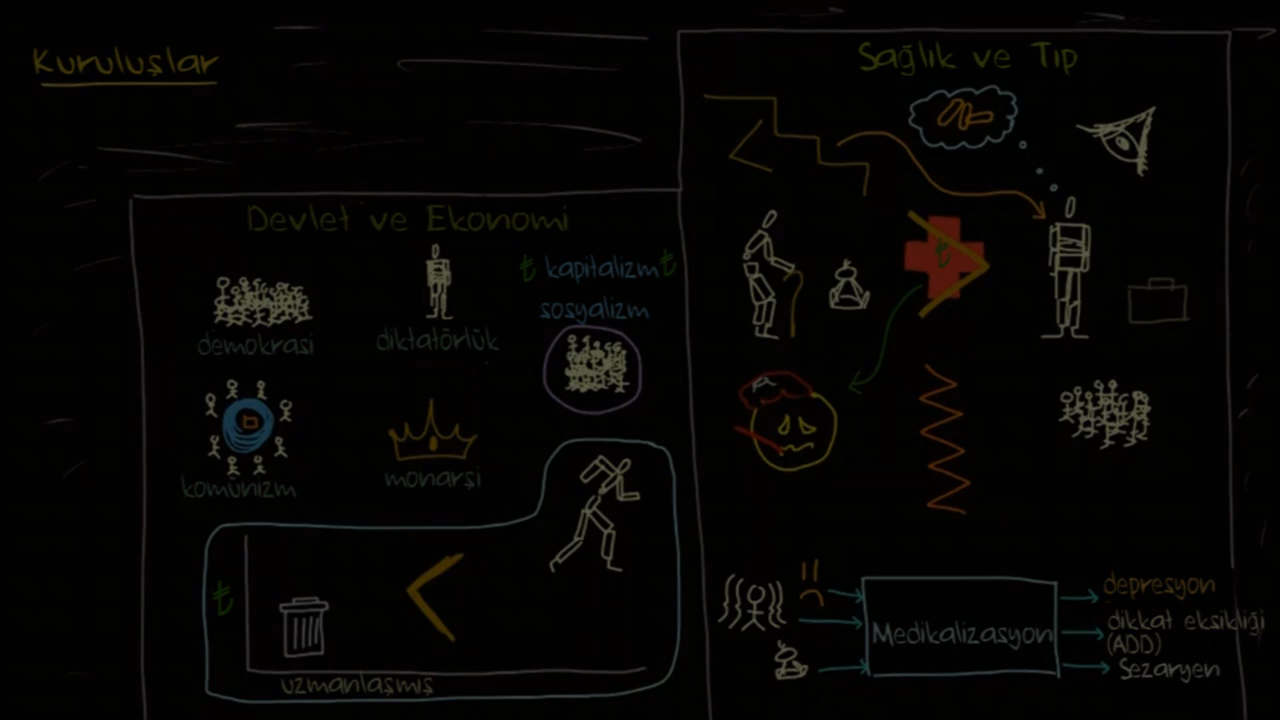 Kuruluşlar
Devlet ve Ekonomi
demokrasi
diktatörlük
₺ kapitalizm ₺
sosyalizm
komünizm
monarşi
₺
uzmanlaşmış
Sağlık ve Tıp
₺
Medikalizasyon
depresyon
dikkat eksikliği
(ADD)
Sezaryen